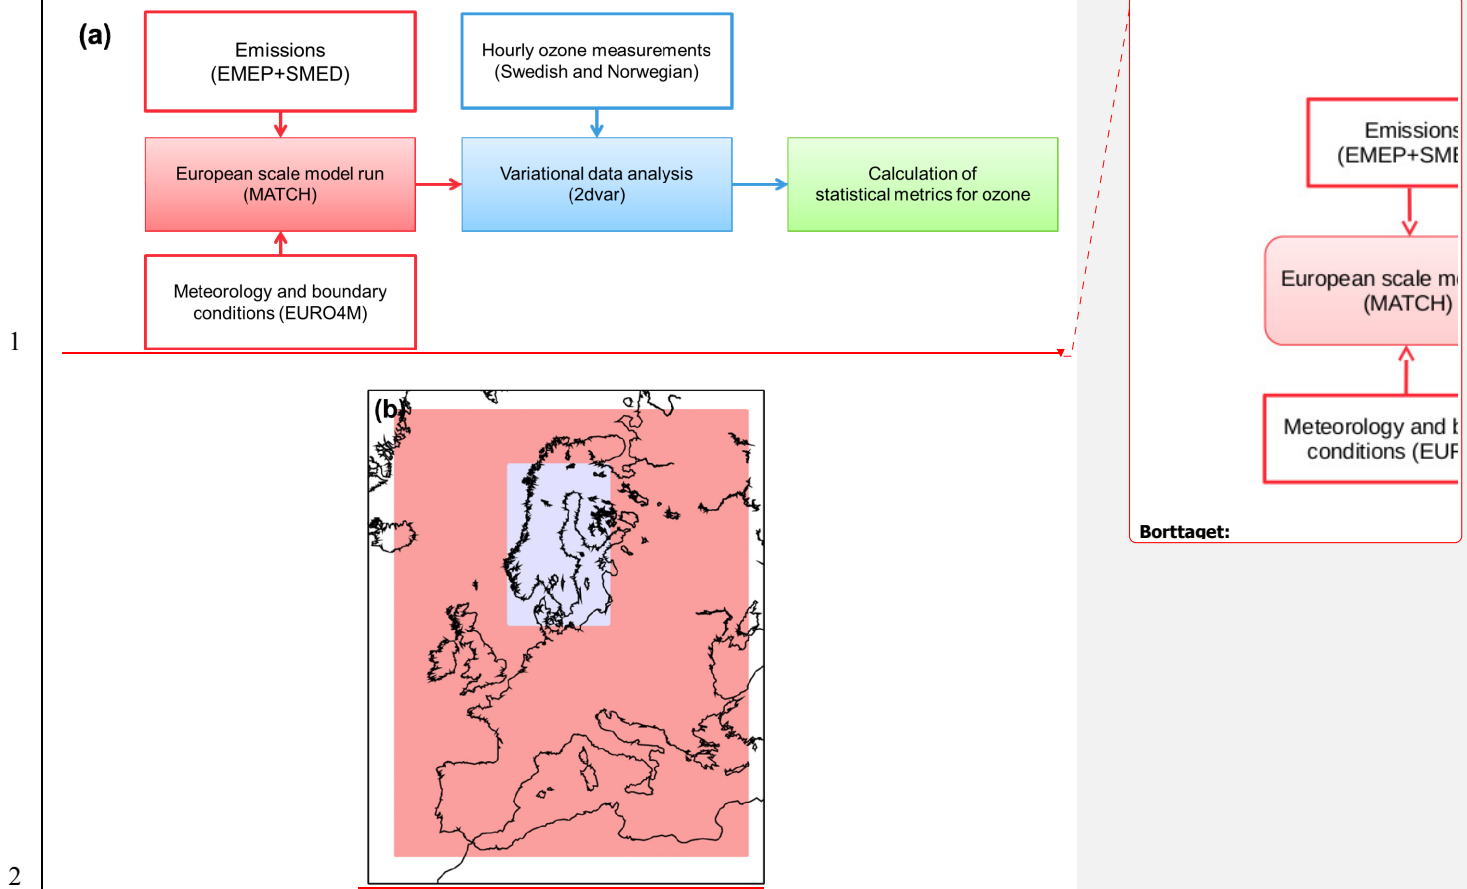 (a)
Emissions
(EMEP+SMED)
Hourly ozone measurements
(Swedish and Norwegian)
European scale model run
(MATCH)
Variational data analysis
(2dvar)
Calculation of
statistical metrics for ozone
Meteorology and boundary
conditions (EURO4M)
1
(b)
2
Emissions
(EMEP+SME
European scale m
(MATCH)
Meteorology and b
conditions (EUR
Borttaget: